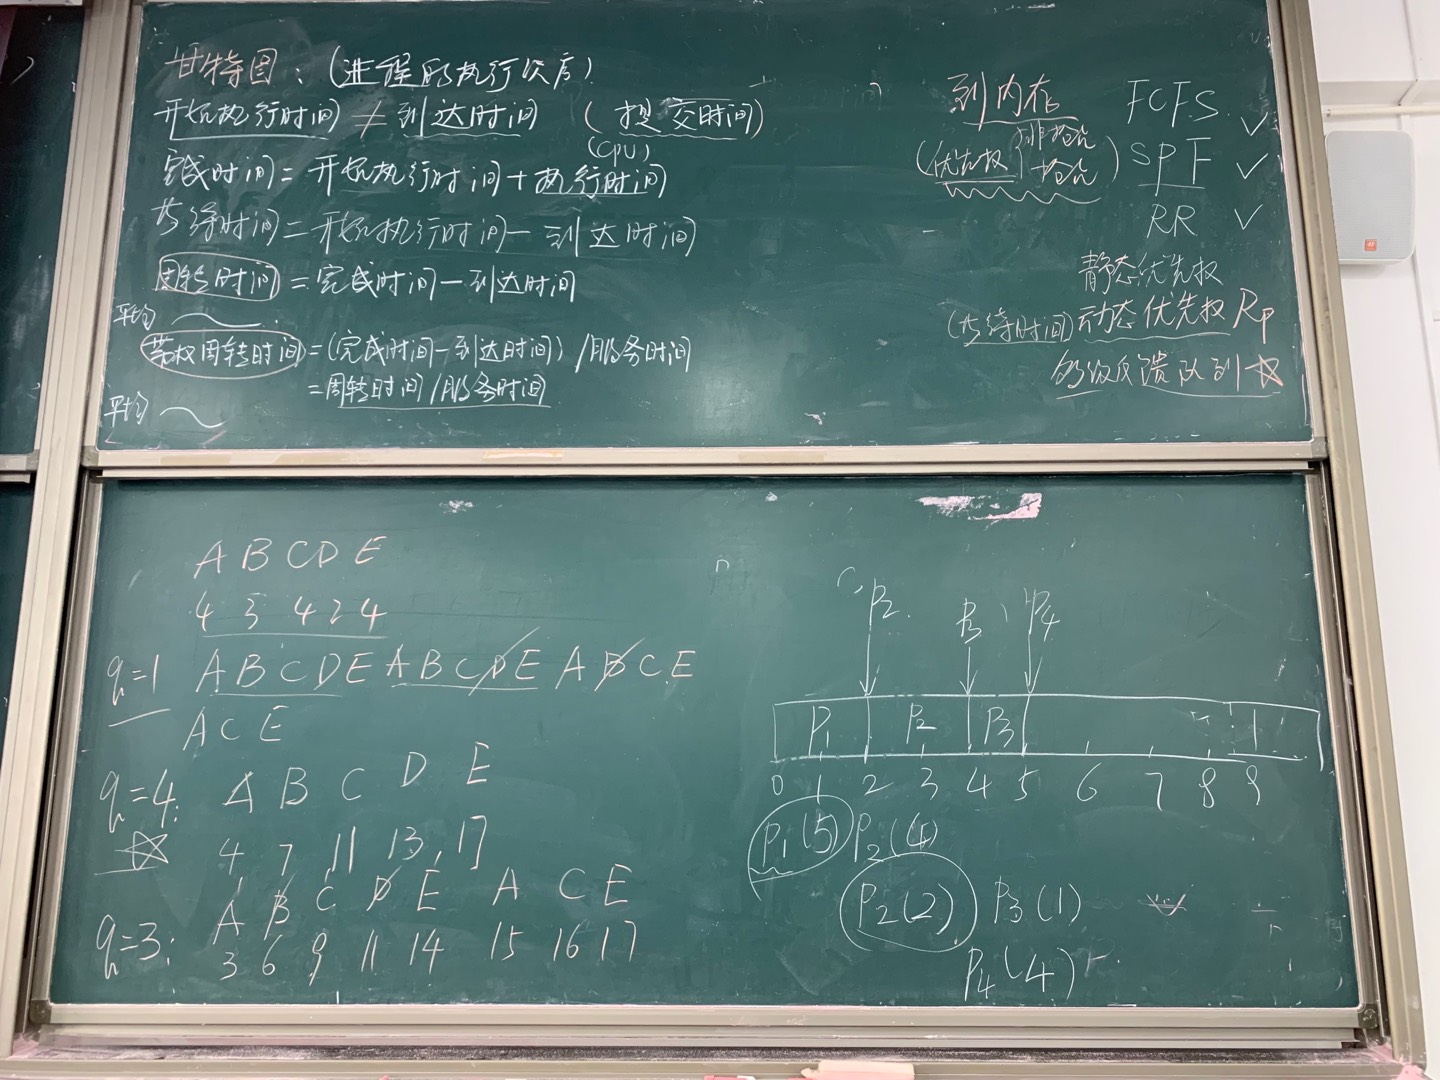 甘特图：(进程的执行次序)
开始执行时间 ≠ 到达时间 (提交时间)
(CPU)
完成时间 = 开始执行时间 + 执行时间
等待时间 = 开始执行时间 — 到达时间
周转时间 = 完成时间 — 到达时间
平均
带权周转时间 = (完成时间 — 到达时间) / 服务时间
= 周转时间 / 服务时间
平均
到内存
(优先权 非抢占 抢占)
FCFS ✓
SPF ✓
RR ✓
静态优先权
(等待时间) 动态优先权 Rp
多级反馈队列 ☆
A B C D E
4 3 4 2 4
q=1 A B C D E A B C D E A B C E
A C E
q=4: A B C D E
☆ 4 7 11 13, 17
A B C D E A C E
q=3: 3 6 9 11 14 15 16 17
P2 P3 P4
P1 P2 P3
0 1 2 3 4 5 6 7 8 9
P1(3) P2(4)
P2(2) P3(1)
P4(4)